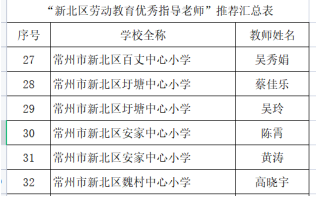 “新北区劳动教育优秀指导老师”推荐汇总表
序号 学校全称 教师姓名
27 常州市新北区百丈中心小学 吴秀娟
28 常州市新北区圩塘中心小学 蔡佳乐
29 常州市新北区圩塘中心小学 吴玲
30 常州市新北区安家中心小学 陈霄
31 常州市新北区安家中心小学 黄涛
32 常州市新北区魏村中心小学 高晓宇